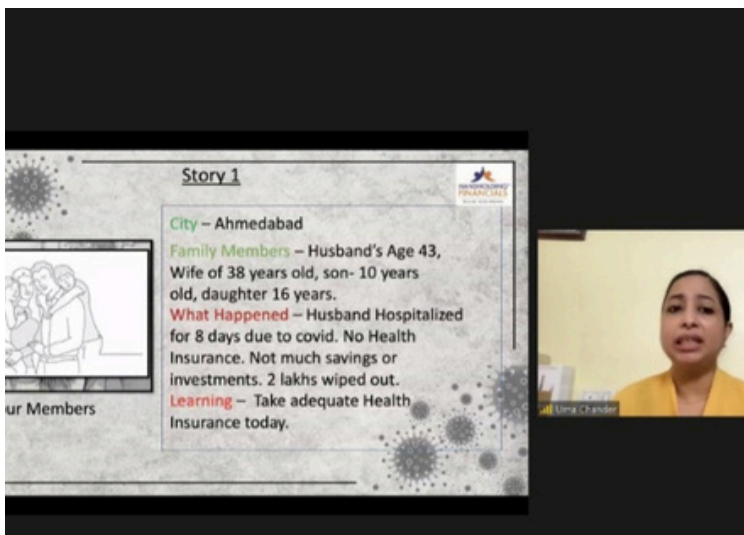 Story 1
HANDHOLDING
FINANCIALS
City – Ahmedabad
Family Members – Husband's Age 43,
Wife of 38 years old, son- 10 years
old, daughter 16 years.
What Happened – Husband Hospitalized
for 8 days due to covid. No Health
Insurance. Not much savings or
investments. 2 lakhs wiped out.
Learning – Take adequate Health
Insurance today.
ur Members
Uma Chander